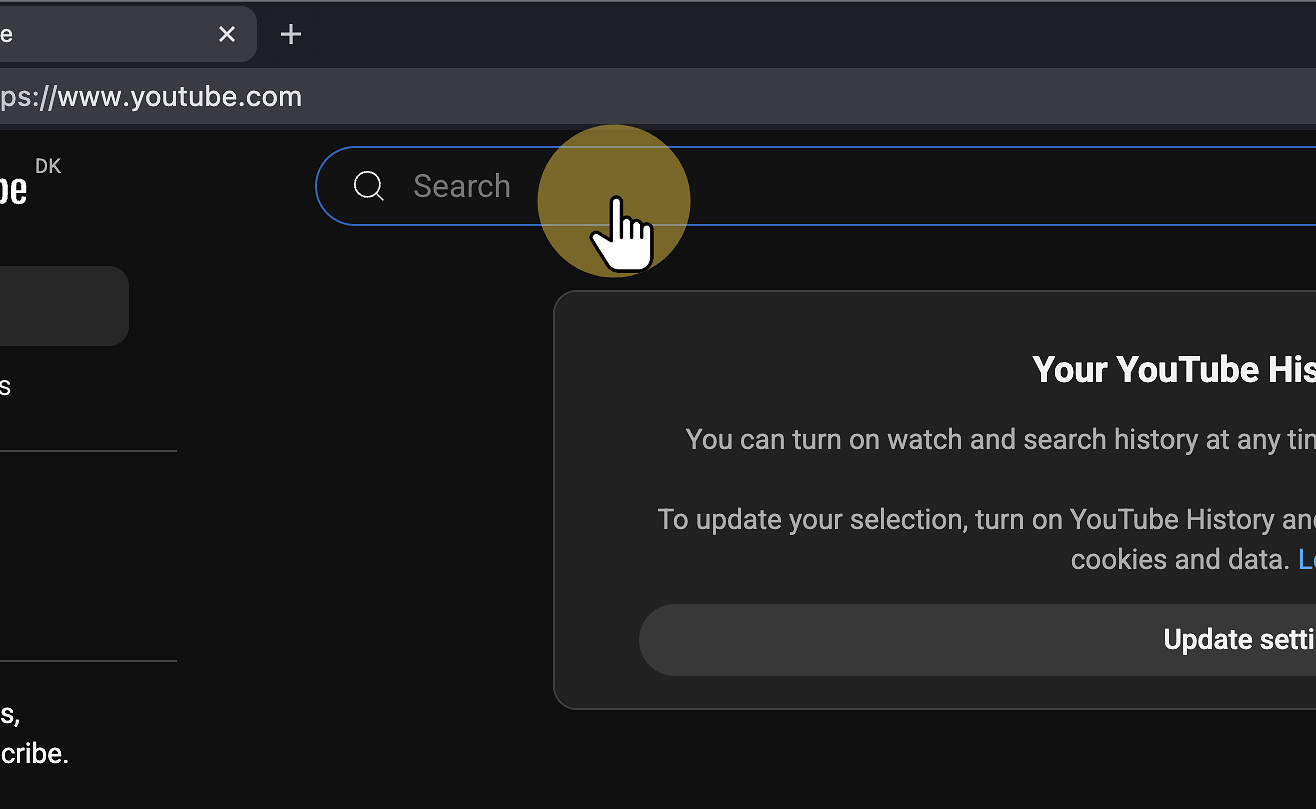 e
ps://www.youtube.com
be DK
Search
s
Your YouTube His
You can turn on watch and search history at any tim
To update your selection, turn on YouTube History and
cookies and data. Le
Update setti
s,
cribe.